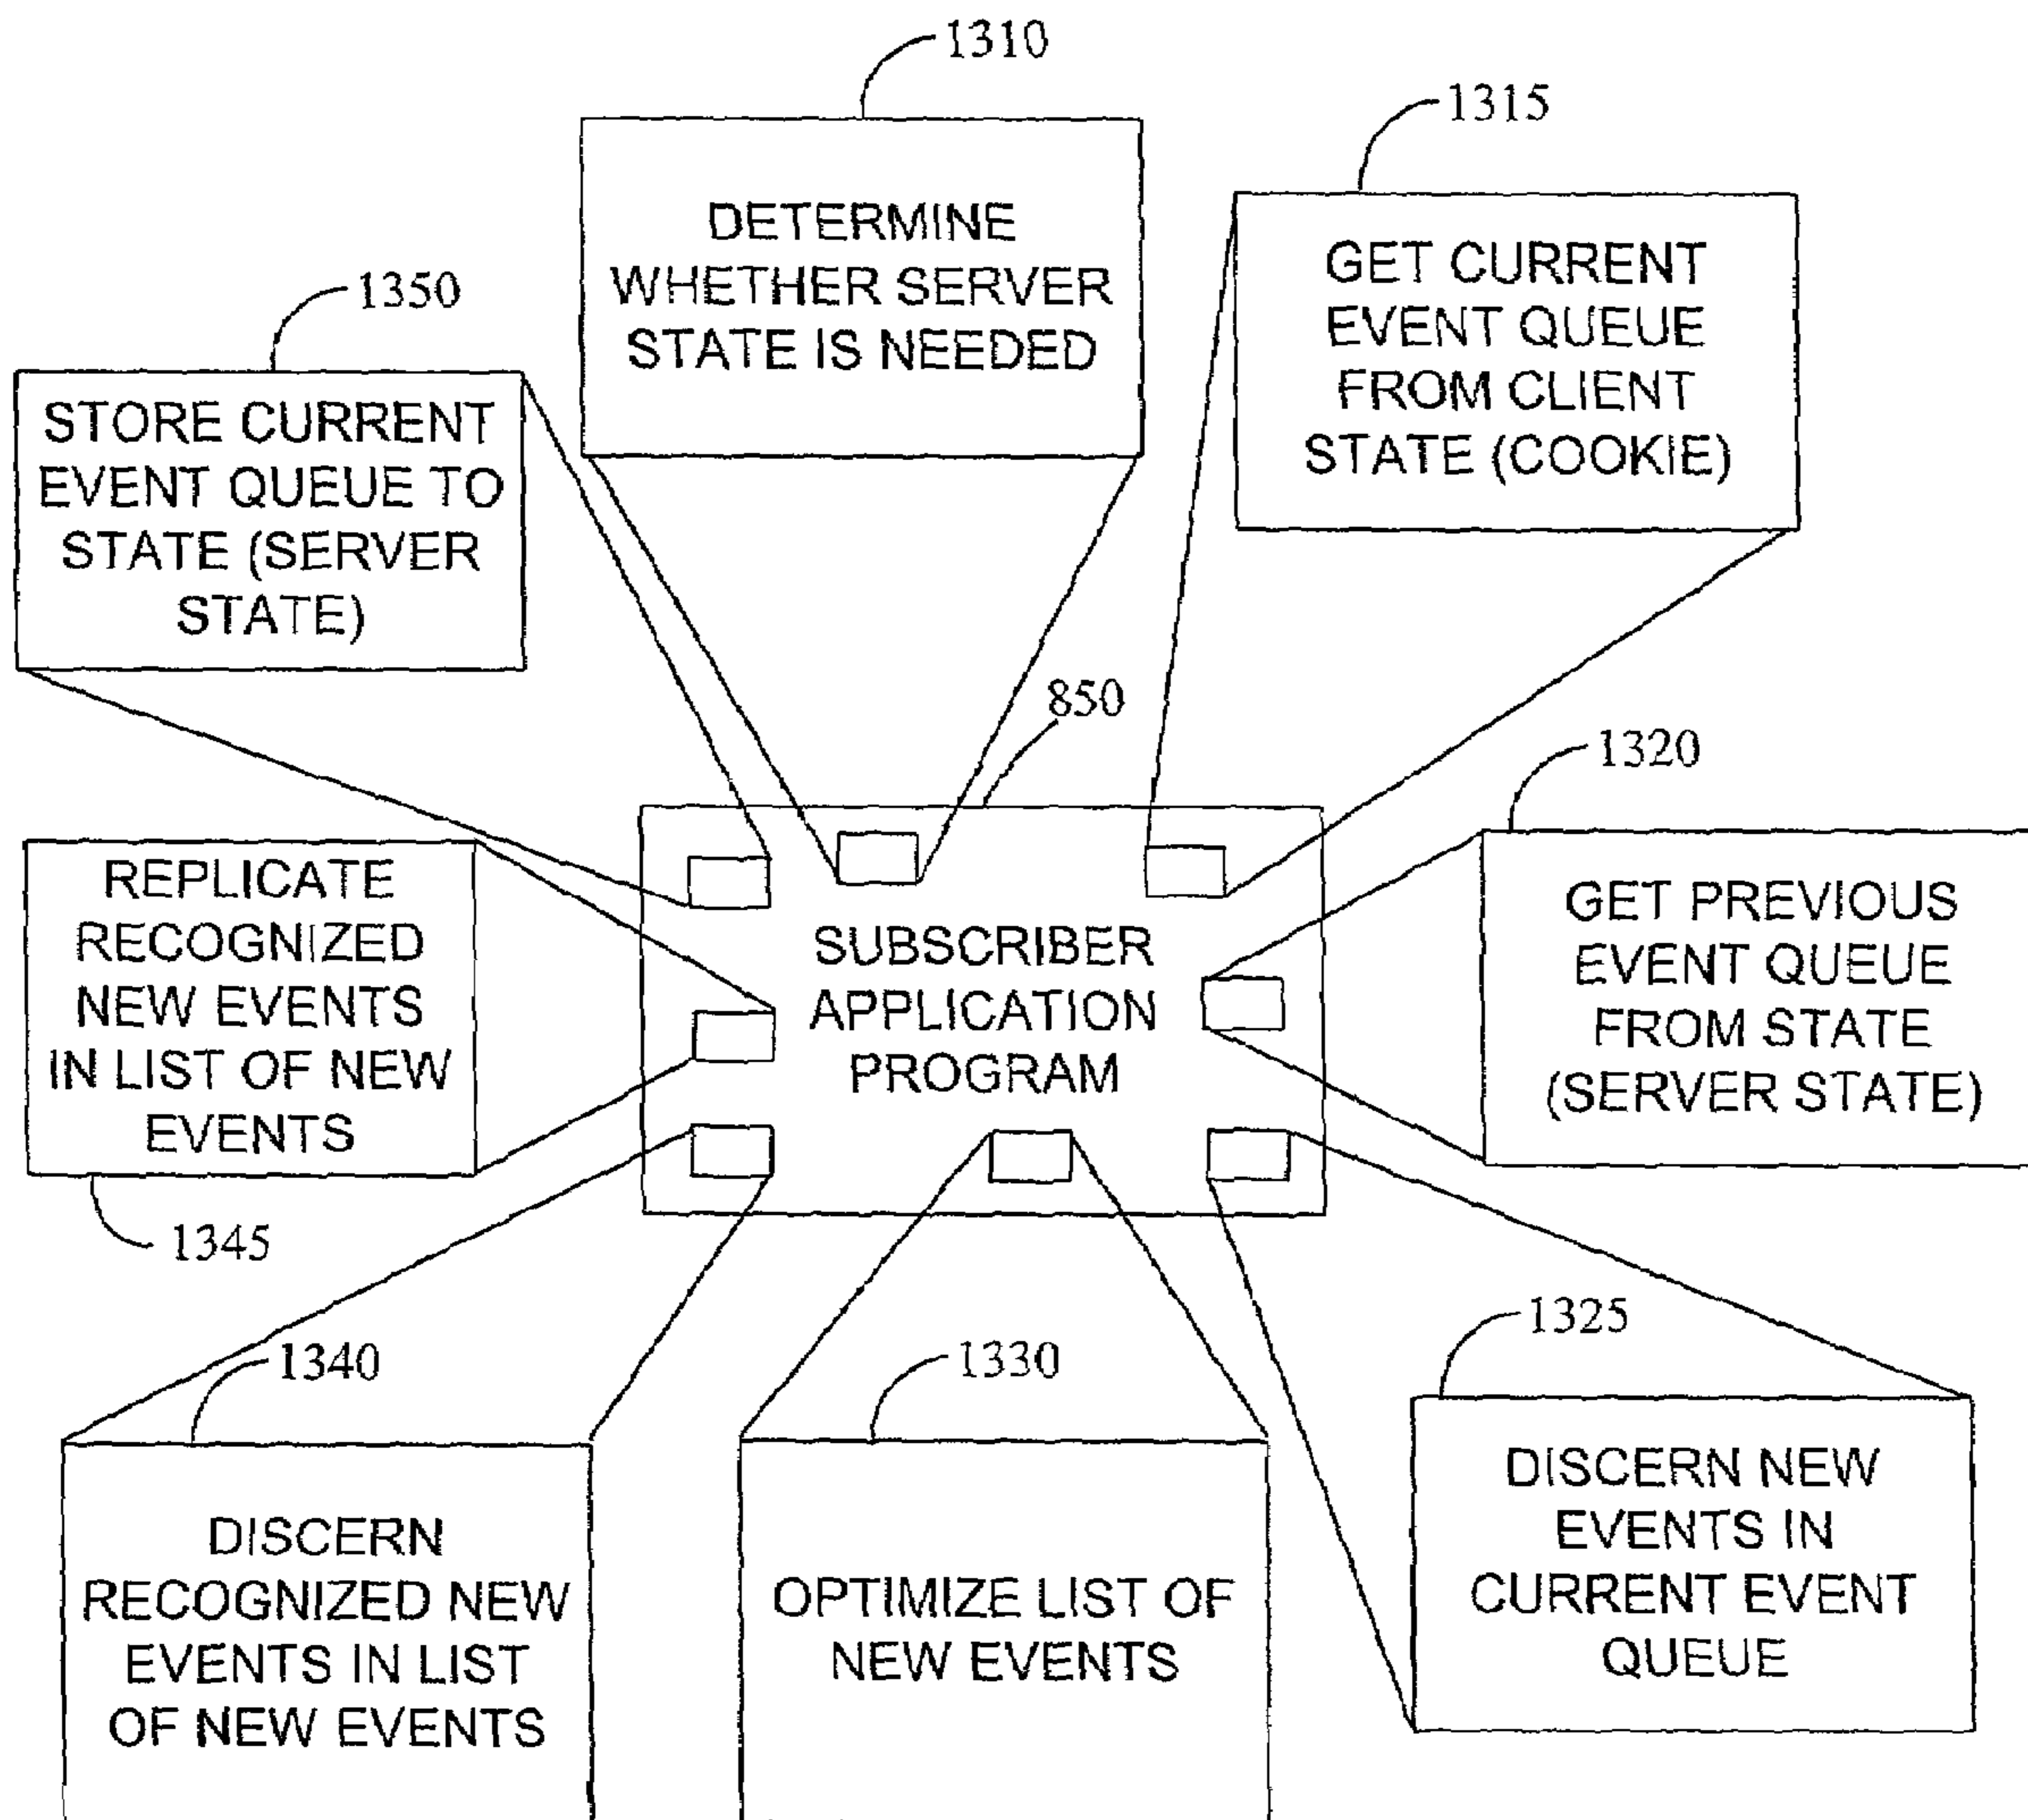 1310
DETERMINE
WHETHER SERVER
STATE IS NEEDED
1315
GET CURRENT
EVENT QUEUE
FROM CLIENT
STATE (COOKIE)
1350
STORE CURRENT
EVENT QUEUE TO
STATE (SERVER
STATE)
850
SUBSCRIBER
APPLICATION
PROGRAM
1320
GET PREVIOUS
EVENT QUEUE
FROM STATE
(SERVER STATE)
REPLICATE
RECOGNIZED
NEW EVENTS
IN LIST OF NEW
EVENTS
1345
1340
DISCERN
RECOGNIZED NEW
EVENTS IN LIST
OF NEW EVENTS
1330
OPTIMIZE LIST OF
NEW EVENTS
1325
DISCERN NEW
EVENTS IN
CURRENT EVENT
QUEUE